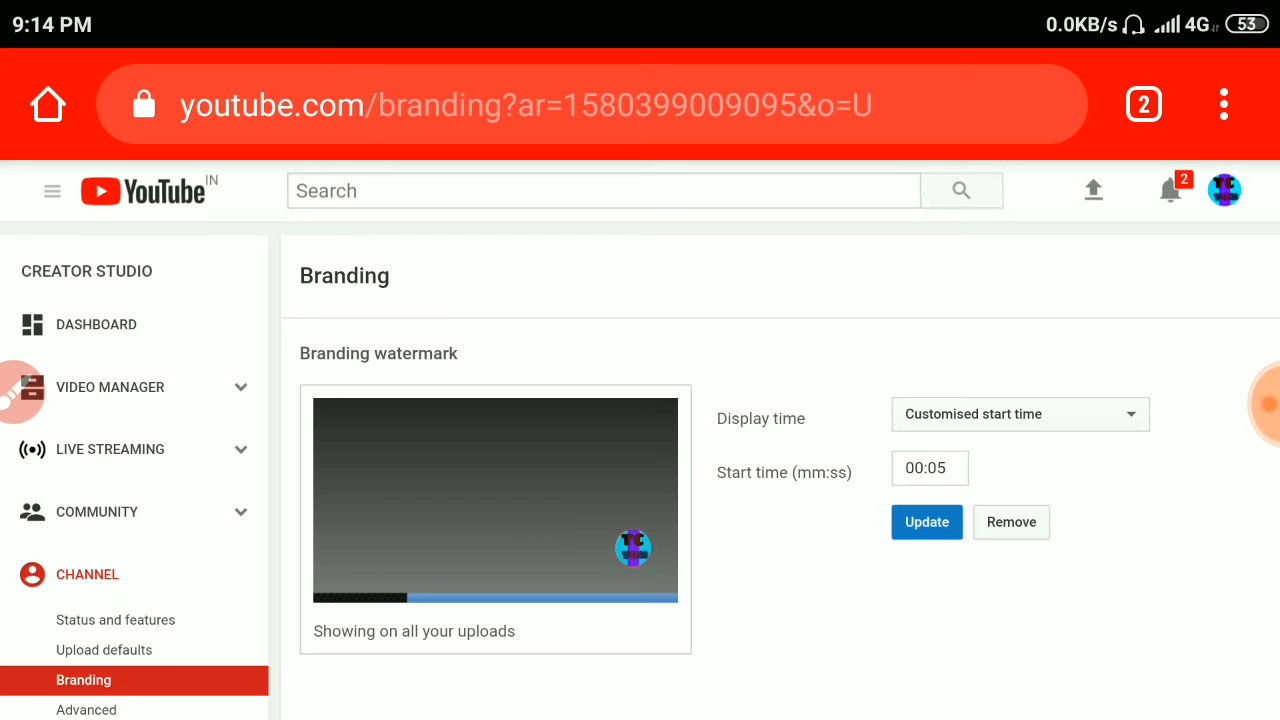 9:14 PM
0.0KB/s 4G 53
youtube.com/branding?ar=1580399009095&o=U
2
YouTube IN
Search
2
CREATOR STUDIO
DASHBOARD
VIDEO MANAGER
LIVE STREAMING
COMMUNITY
CHANNEL
Status and features
Upload defaults
Branding
Advanced
Branding
Branding watermark
TC
Showing on all your uploads
Display time
Customised start time
Start time (mm:ss)
00:05
Update
Remove